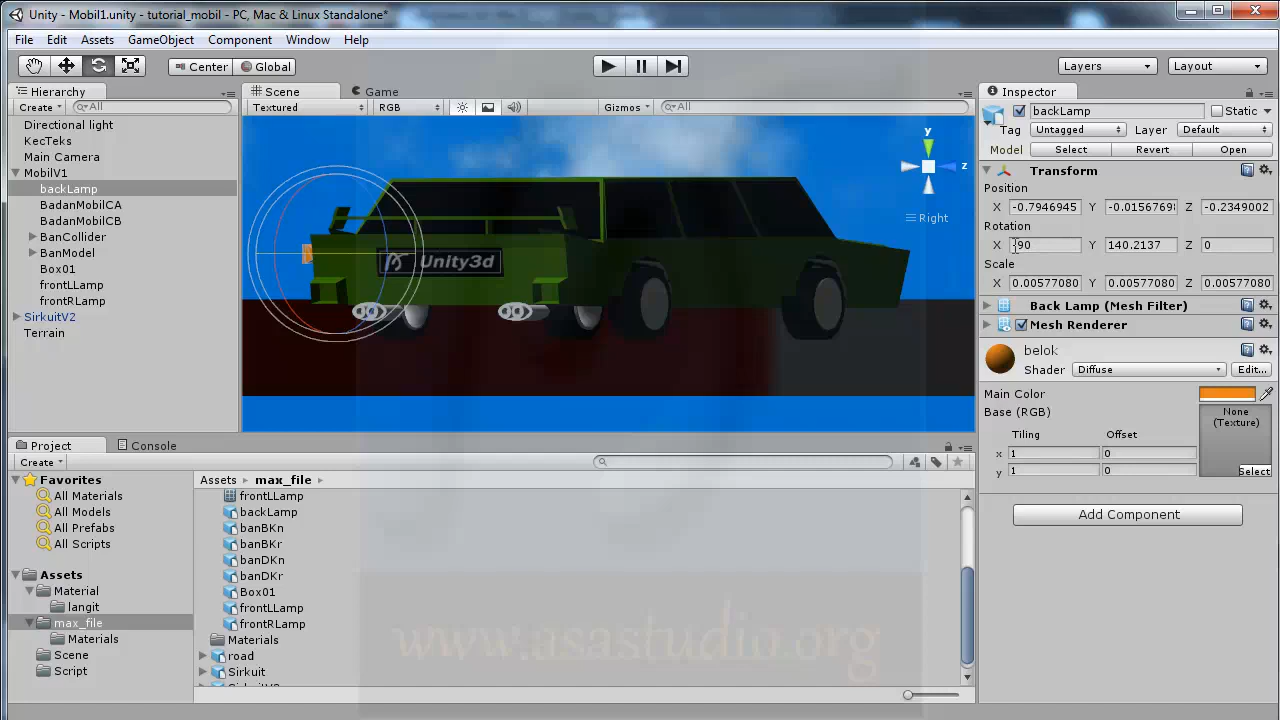 Unity - Mobil1.unity - tutorial_mobil - PC, Mac & Linux Standalone*
File Edit Assets GameObject Component Window Help
Center Global Layers Layout
Hierarchy
Create All
Directional light
KecTeks
Main Camera
MobilV1
backLamp
BadanMobilCA
BadanMobilCB
BanCollider
BanModel
Box01
frontLLamp
frontRLamp
SirkuitV2
Terrain
Scene Game
Textured RGB Gizmos All
y
z
Right
Unity3d
Inspector
backLamp Static
Tag Untagged Layer Default
Model Select Revert Open
Transform
Position
X -0.7946945 Y -0.0156769 Z -0.2349002
Rotation
X 90 Y 140.2137 Z 0
Scale
X 0.00577080 Y 0.00577080 Z 0.00577080
Back Lamp (Mesh Filter)
Mesh Renderer
belok
Shader Diffuse Edit...
Main Color
Base (RGB)
None
(Texture)
Tiling Offset
x 1 0
y 1 0
Select
Add Component
Project Console
Create
Favorites
All Materials
All Models
All Prefabs
All Scripts
Assets
Material
langit
max_file
Materials
Scene
Script
Assets max_file
frontLLamp
backLamp
banBKn
banBKr
banDKn
banDKr
Box01
frontLLamp
frontRLamp
Materials
road
Sirkuit
SirkuitV2
www.asastudio.org